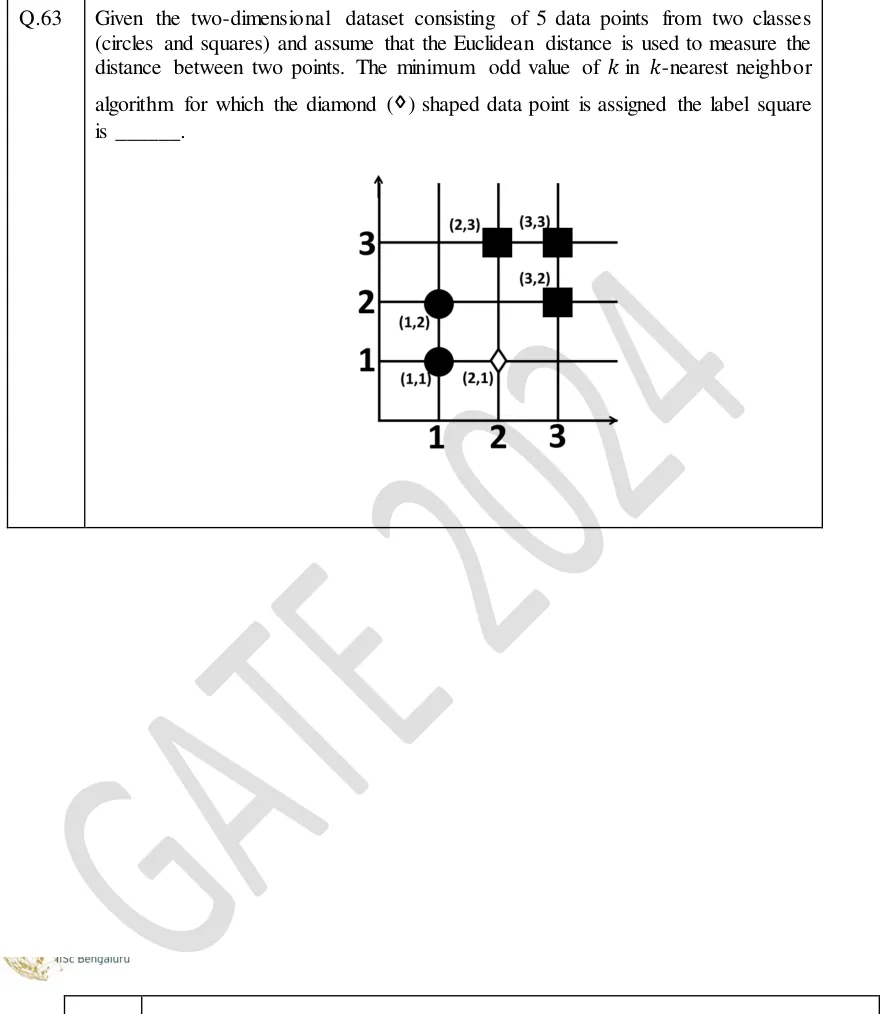 Q.63
Given the two-dimensional dataset consisting of 5 data points from two classes
(circles and squares) and assume that the Euclidean distance is used to measure the
distance between two points. The minimum odd value of k in k-nearest neighbor
algorithm for which the diamond (◊) shaped data point is assigned the label square
is ______.
(2,3) (3,3)
3
(3,2)
2
(1,2)
1
(1,1) (2,1)
1 2 3
GATE 2024
IISc Bengaluru